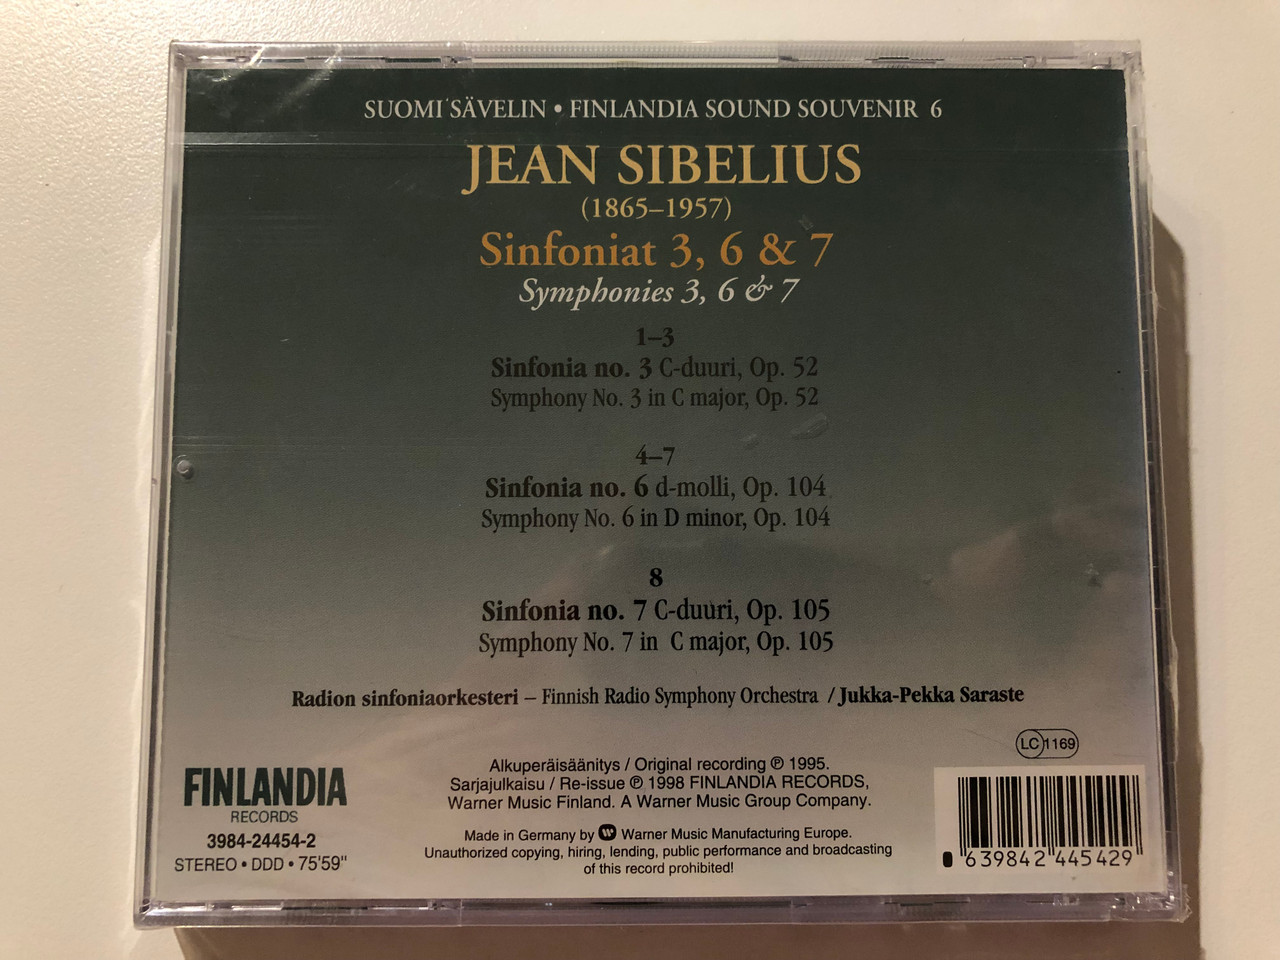 SUOMI SÄVELIN • FINLANDIA SOUND SOUVENIR 6
JEAN SIBELIUS
(1865–1957)
Sinfoniat 3, 6 & 7
Symphonies 3, 6 & 7
1–3
Sinfonia no. 3 C-duuri, Op. 52
Symphony No. 3 in C major, Op. 52
4–7
Sinfonia no. 6 d-molli, Op. 104
Symphony No. 6 in D minor, Op. 104
8
Sinfonia no. 7 C-duuri, Op. 105
Symphony No. 7 in C major, Op. 105
Radion sinfoniaorkesteri – Finnish Radio Symphony Orchestra / Jukka-Pekka Saraste
LC 1169
Alkuperäisäänitys / Original recording ℗ 1995.
Sarjajulkaisu / Re-issue ℗ 1998 FINLANDIA RECORDS,
Warner Music Finland. A Warner Music Group Company.
Made in Germany by W Warner Music Manufacturing Europe.
Unauthorized copying, hiring, lending, public performance and broadcasting
of this record prohibited!
FINLANDIA
RECORDS
3984-24454-2
STEREO • DDD • 75'59"
0 639842 445429